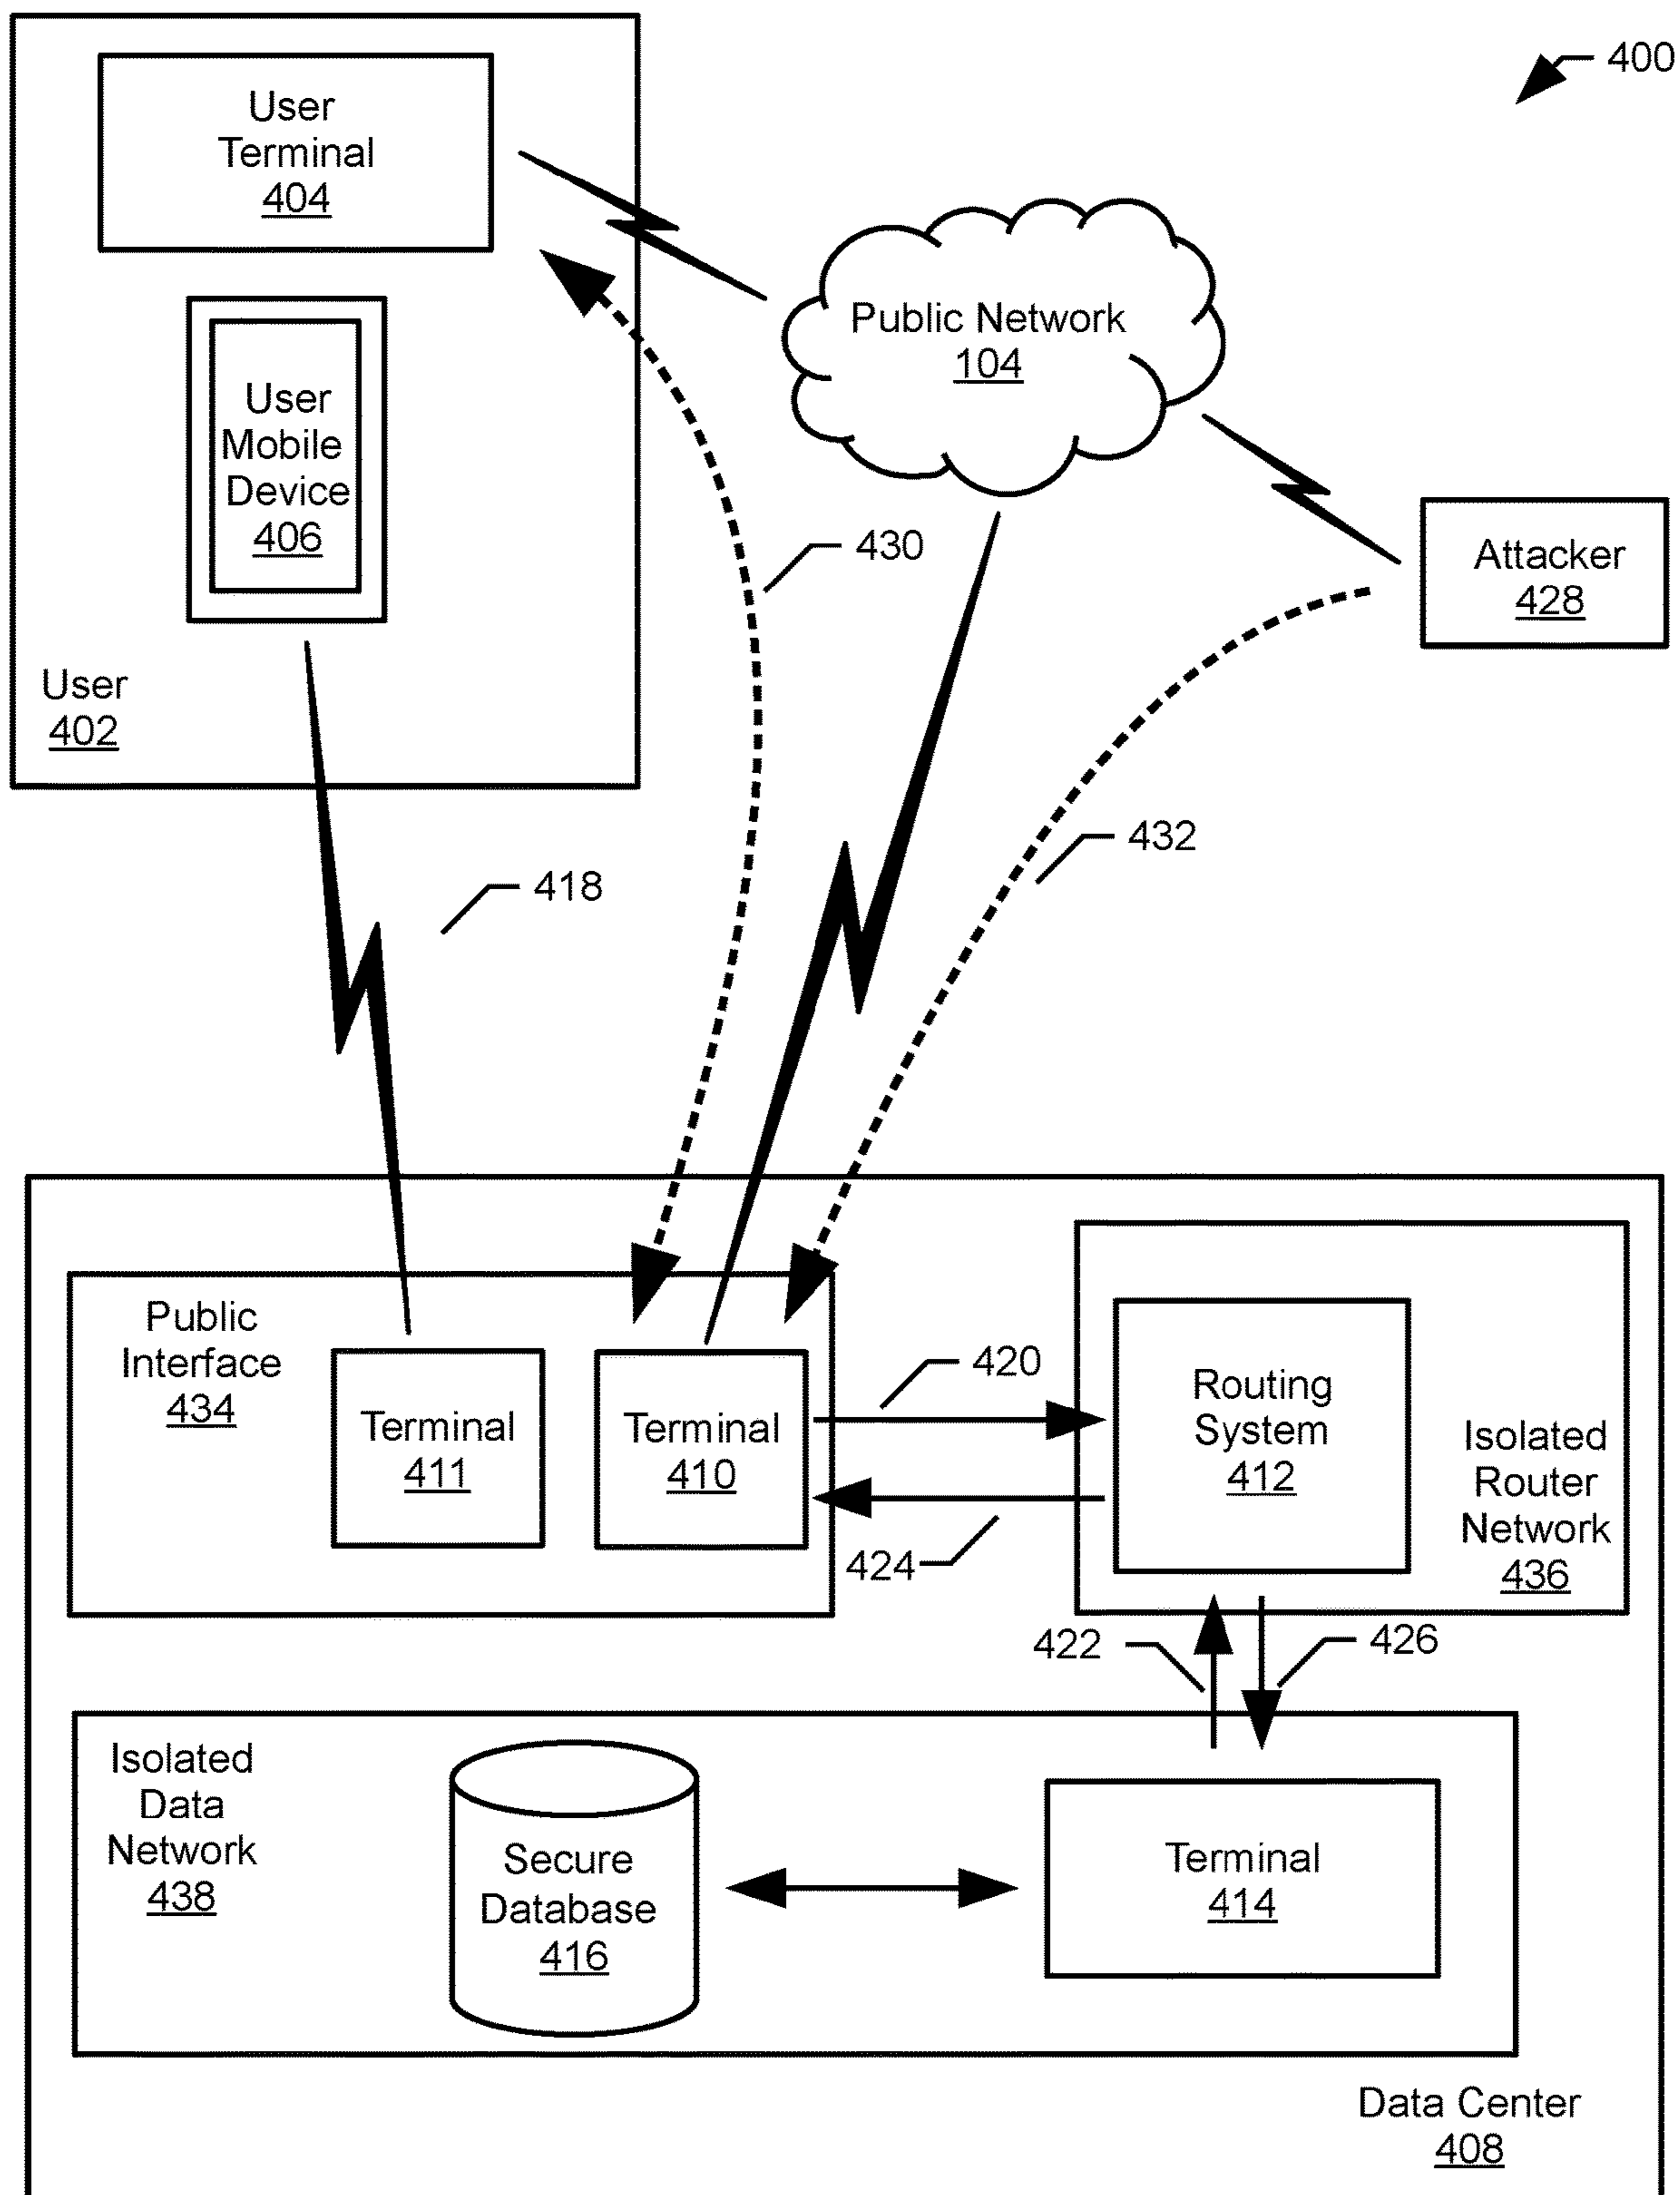 400
User
Terminal
404
Public Network
104
User
Mobile
Device
406
430
Attacker
428
User
402
432
418
Public
Interface
434
Terminal
411
Terminal
410
420
424
Routing
System
412
Isolated
Router
Network
436
422
426
Isolated
Data
Network
438
Secure
Database
416
Terminal
414
Data Center
408